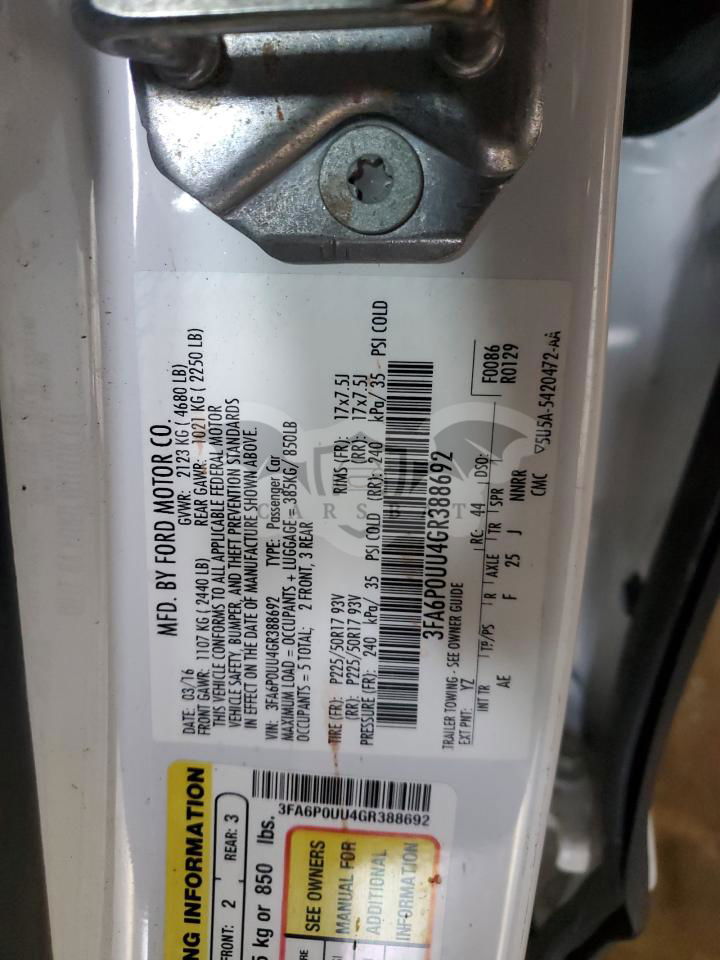 MFD. BY FORD MOTOR CO.
DATE: 03/16 GVWR: 2123 KG ( 4680 LB)
FRONT GAWR: 1107 KG ( 2440 LB) REAR GAWR: 1021 KG ( 2250 LB)
THIS VEHICLE CONFORMS TO ALL APPLICABLE FEDERAL MOTOR
VEHICLE SAFETY, BUMPER, AND THEFT PREVENTION STANDARDS
IN EFFECT ON THE DATE OF MANUFACTURE SHOWN ABOVE.
VIN: 3FA6P0UU4GR388692 TYPE: Passenger Car
MAXIMUM LOAD = OCCUPANTS + LUGGAGE = 385KG/ 850LB
OCCUPANTS = 5 TOTAL: 2 FRONT, 3 REAR
TIRE (FR): P225/50R17 93V RIMS (FR): 17x7.5J
(RR): P225/50R17 93V (RR): 17x7.5J
PRESSURE (FR): 240 kPa/ 35 PSI COLD (RR): 240 kPa/ 35 PSI COLD
3FA6P0UU4GR388692
TRAILER TOWING - SEE OWNER GUIDE
EXT PNT: YZ RC: 44 DSO: F0086
R0129
INT TR TP/PS R AXLE TR SPR
AE F 25 J NNRR
CMC ▽5U5A-5420472-AA
CARSBAT
3FA6P0UU4GR388692
NG INFORMATION
FRONT: 2 REAR: 3
5 kg or 850 lbs.
SEE OWNERS
MANUAL FOR
ADDITIONAL
INFORMATION